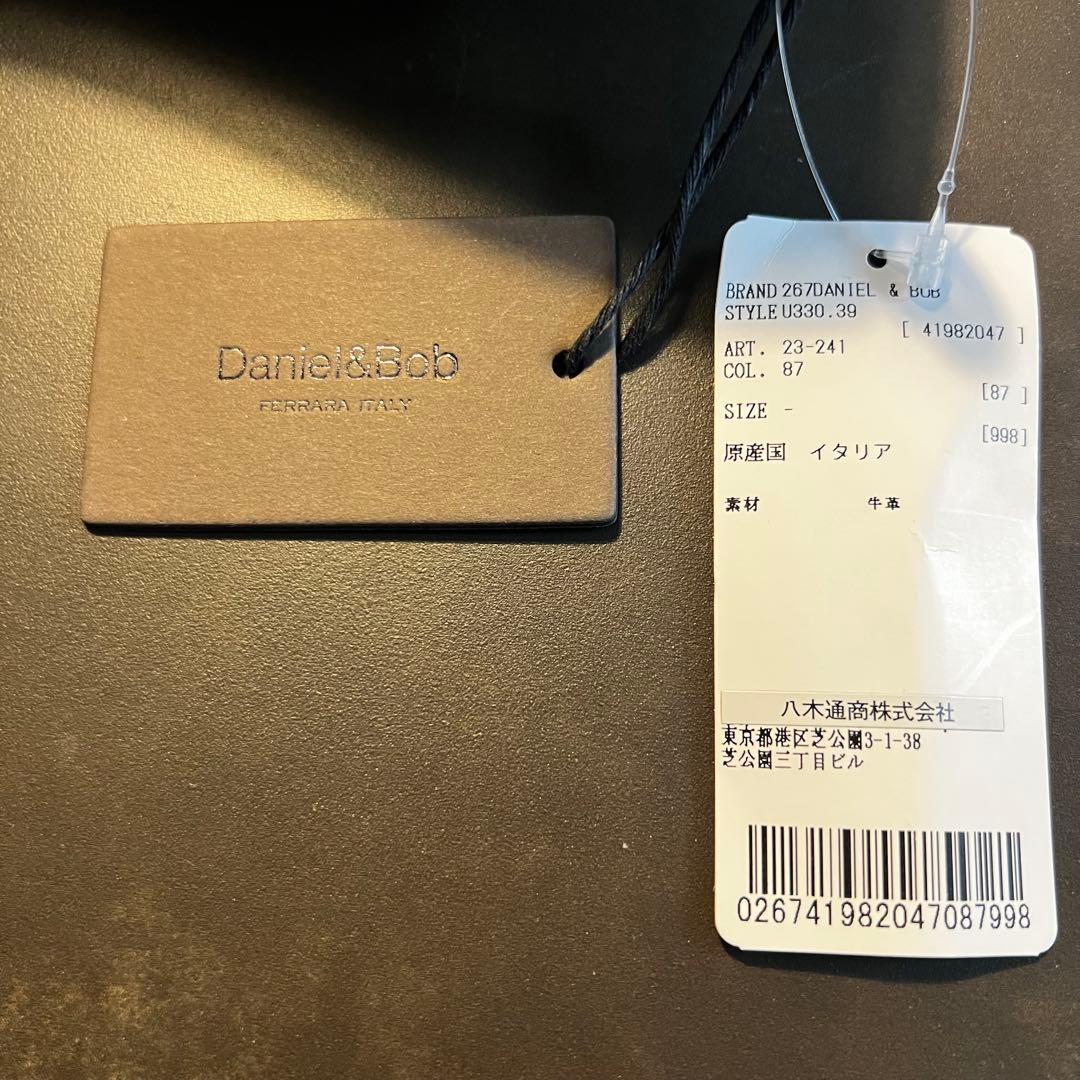 Daniel&Bob
FERRARA ITALY
BRAND 267DANIEL & BOB
STYLE U330.39
[ 41982047 ]
ART. 23-241
COL. 87
[87 ]
SIZE -
[998]
原産国 イタリア
素材 牛革
八木通商株式会社
東京都港区芝公園3-1-38
芝公園三丁目ビル
026741982047087998